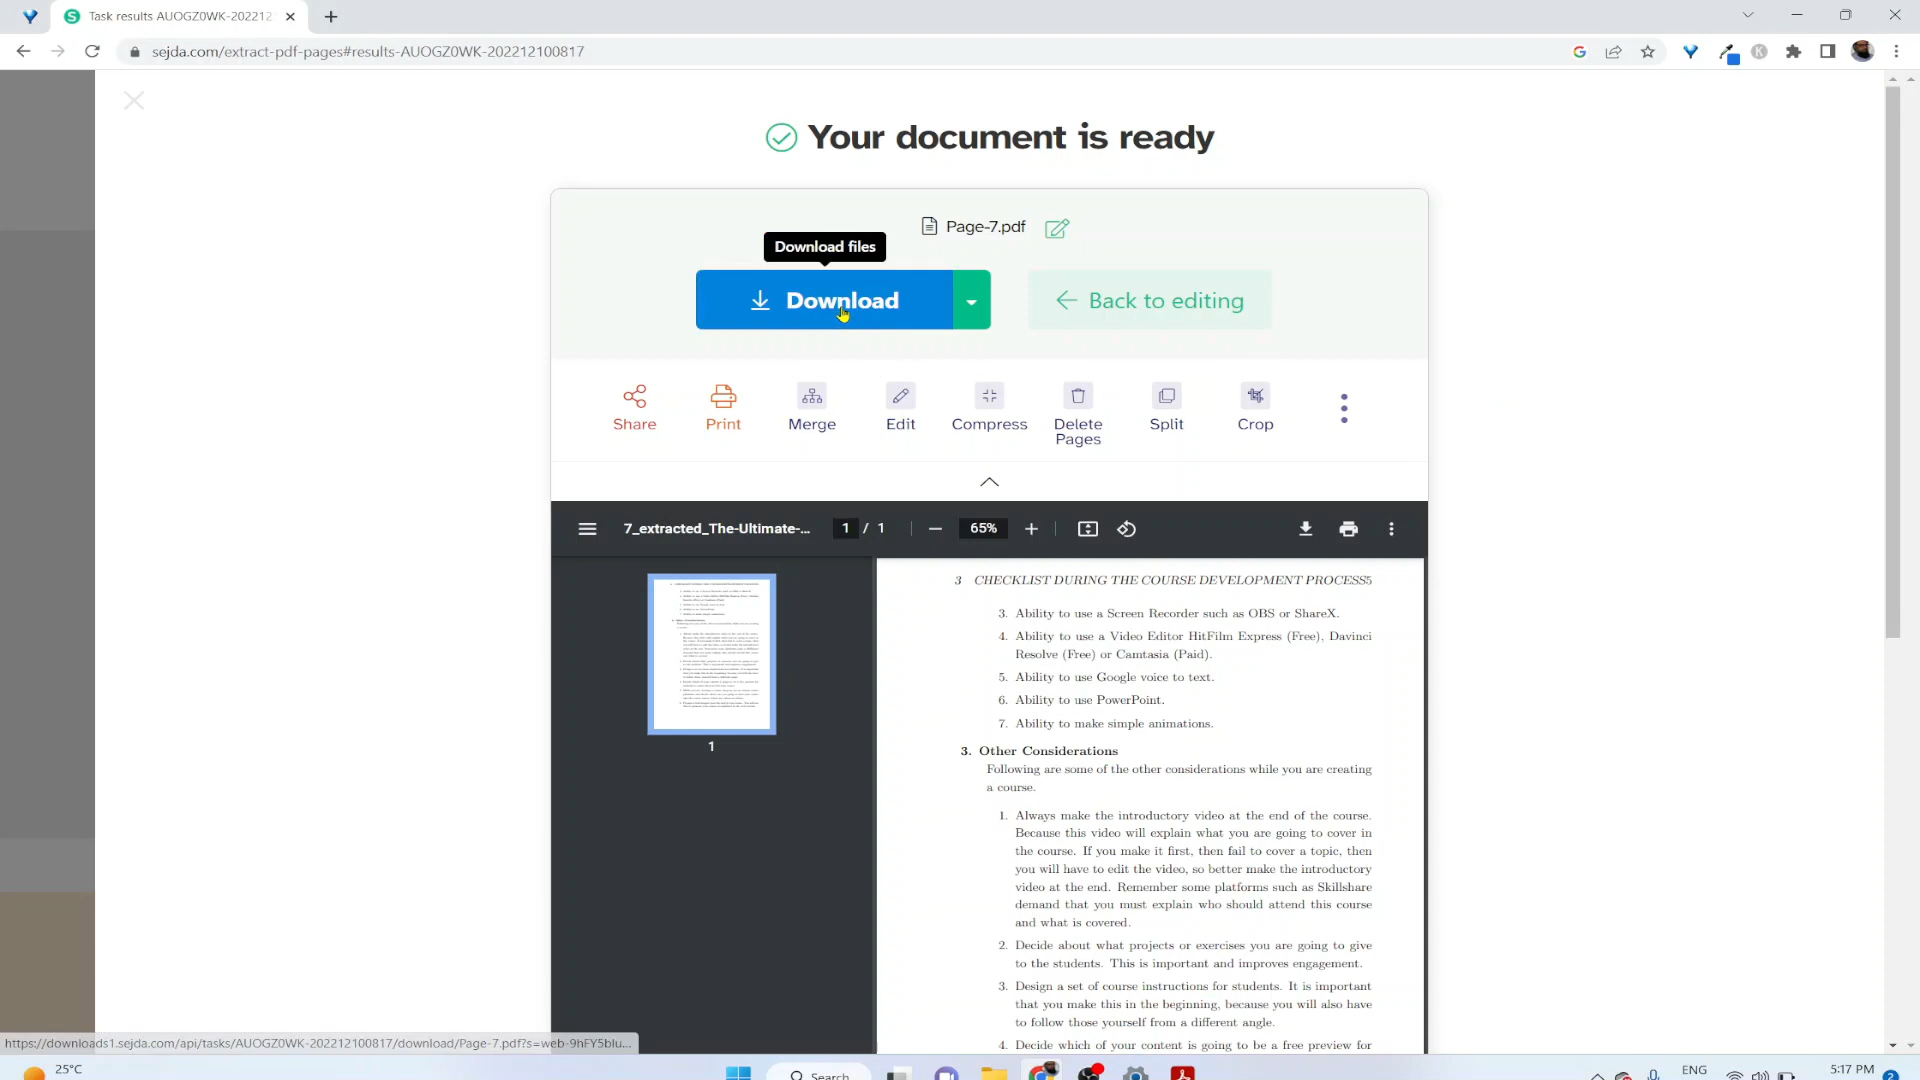 Task results AUOGZ0WK-202212
sejda.com/extract-pdf-pages#results-AUOGZ0WK-202212100817
Your document is ready
Page-7.pdf
Download files
Download
Back to editing
Share
Print
Merge
Edit
Compress
Delete
Pages
Split
Crop
7_extracted_The-Ultimate-...
1 / 1
65%
1
3 CHECKLIST DURING THE COURSE DEVELOPMENT PROCESS5
3. Ability to use a Screen Recorder such as OBS or ShareX.
4. Ability to use a Video Editor HitFilm Express (Free), Davinci
Resolve (Free) or Camtasia (Paid).
5. Ability to use Google voice to text.
6. Ability to use PowerPoint.
7. Ability to make simple animations.
3. Other Considerations
Following are some of the other considerations while you are creating
a course.
1. Always make the introductory video at the end of the course.
Because this video will explain what you are going to cover in
the course. If you make it first, then fail to cover a topic, then
you will have to edit the video, so better make the introductory
video at the end. Remember some platforms such as Skillshare
demand that you must explain who should attend this course
and what is covered.
2. Decide about what projects or exercises you are going to give
to the students. This is important and improves engagement.
3. Design a set of course instructions for students. It is important
that you make this in the beginning, because you will also have
to follow those yourself from a different angle.
4. Decide which of your content is going to be a free preview for
https://downloads1.sejda.com/api/tasks/AUOGZ0WK-202212100817/download/Page-7.pdf?s=web-9hFY5blu...
25°C
Search
ENG
5:17 PM
2